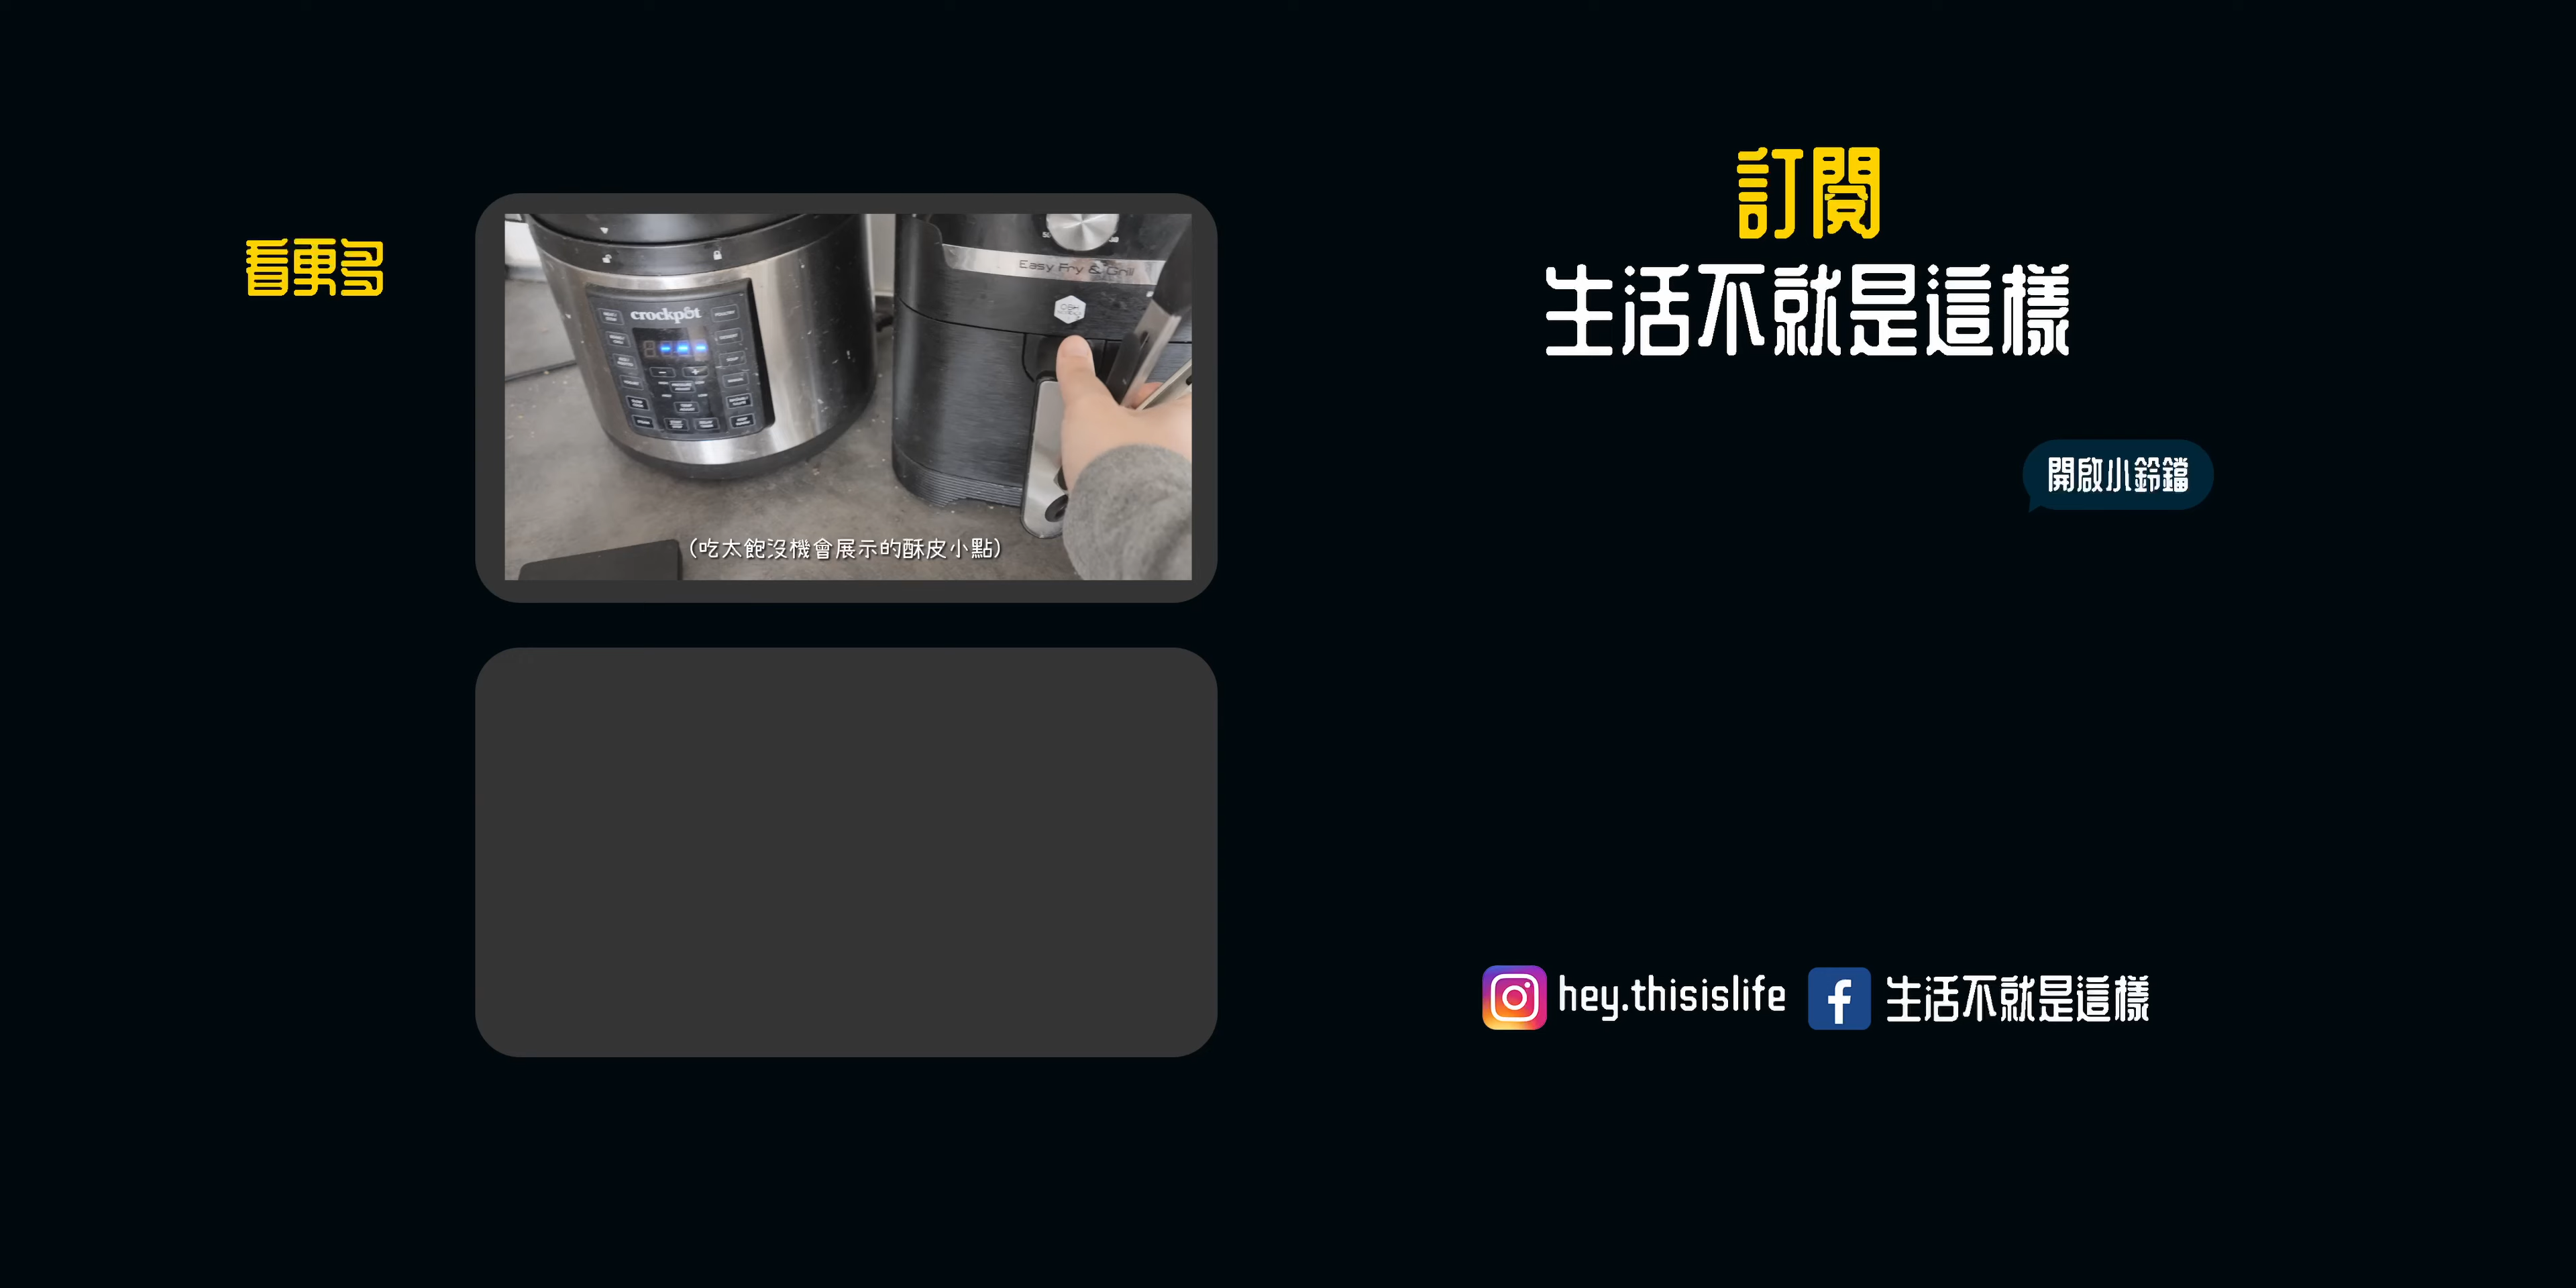 看更多
Easy Fry & Grill
crockpot
(吃太飽沒機會展示的酥皮小點)
訂閱
生活不就是這樣
開啟小鈴鐺
hey.thisislife
生活不就是這樣